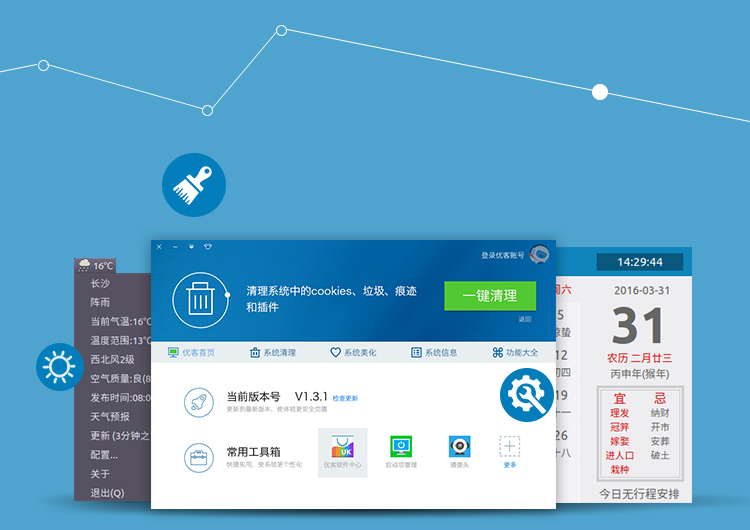 16℃
长沙
阵雨
当前气温:16℃
温度范围:13℃
西北风2级
空气质量:良(8
发布时间:08:0
天气预报
更新 (3分钟之
配置...
关于
退出(Q)
登录优客账号
清理系统中的cookies、垃圾、痕迹
和插件
一键清理
返回
优客首页
系统清理
系统美化
系统信息
功能大全
当前版本号 V1.3.1 检查更新
更新到最新版本，使体验更安全完善
常用工具箱
快捷实用，使系统更个性化
UK
优客软件中心
启动项管理
摄像头
更多
14:29:44
周六
5
惊蛰
12
初四
19
十一
26
十八
2016-03-31
31
农历 二月廿三
丙申年(猴年)
宜 忌
理发 纳财
冠笄 开市
嫁娶 安葬
进人口 破土
栽种
今日无行程安排